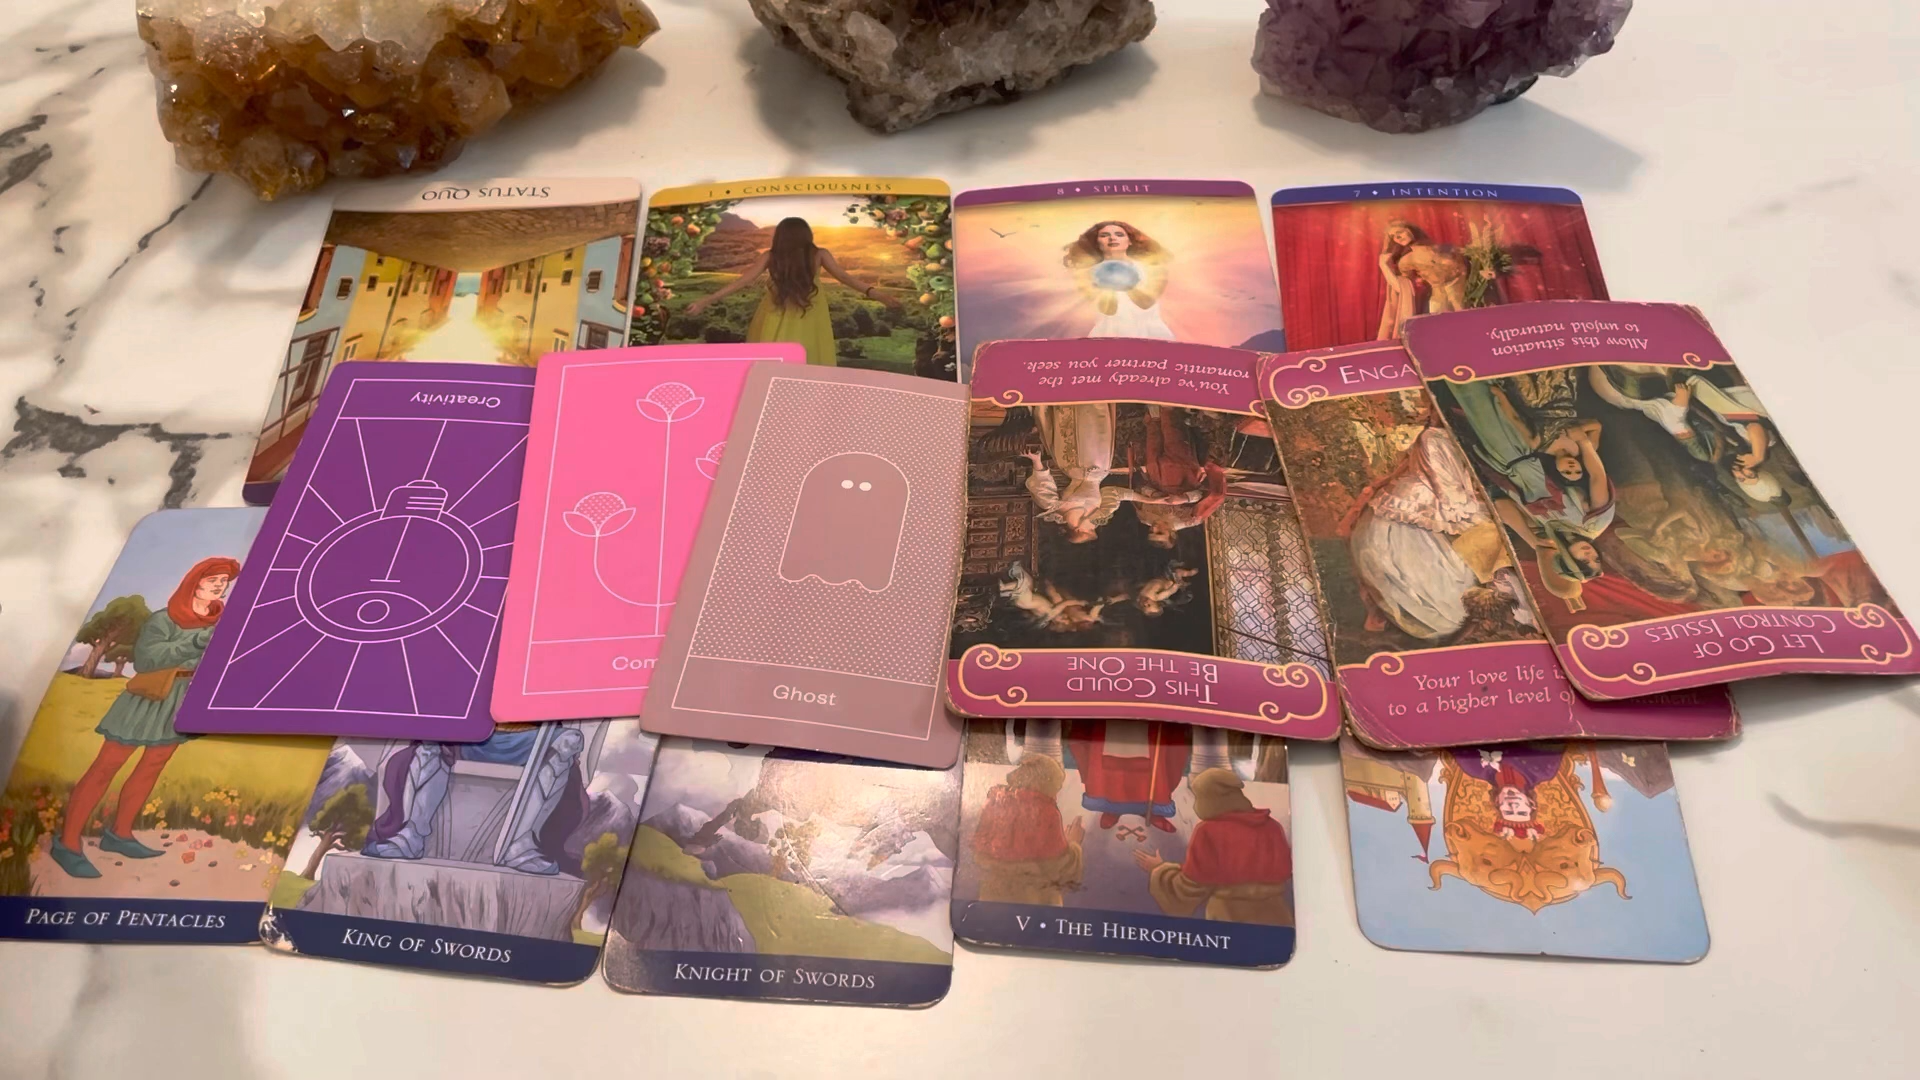 STATUS QUO
1 • CONSCIOUSNESS
8 • SPIRIT
7 • INTENTION
Creativity
Com
Ghost
You've already met the
romantic partner you seek.
THIS COULD
BE THE ONE
ENGA
Your love life i
to a higher level o
Allow this situation
to unfold naturally.
LET GO OF
CONTROL ISSUES
PAGE OF PENTACLES
KING OF SWORDS
KNIGHT OF SWORDS
V • THE HIEROPHANT